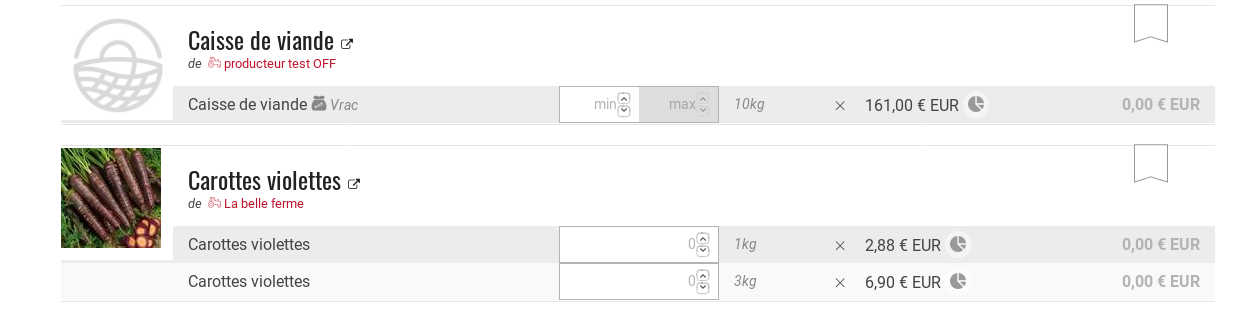 Caisse de viande
de producteur test OFF
Caisse de viande Vrac min max 10kg × 161,00 € EUR 0,00 € EUR
Carottes violettes
de La belle ferme
Carottes violettes 0 1kg × 2,88 € EUR 0,00 € EUR
Carottes violettes 0 3kg × 6,90 € EUR 0,00 € EUR